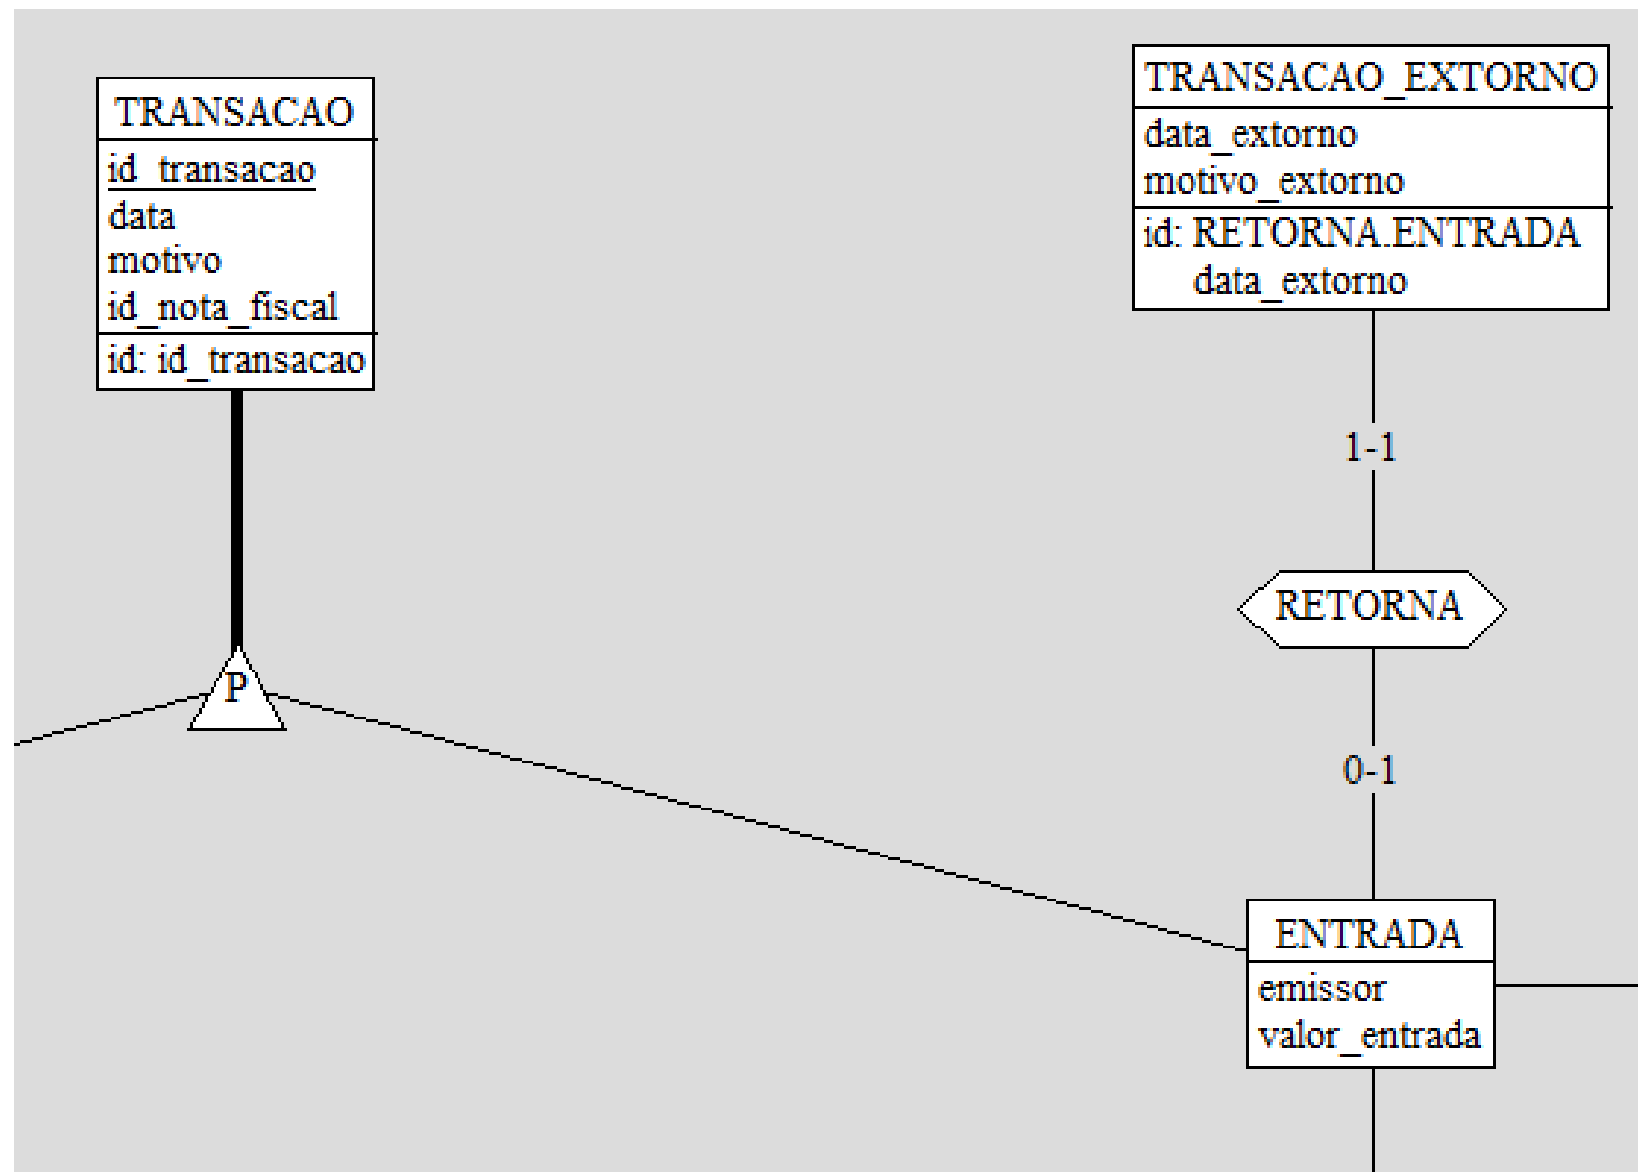 TRANSACAO
id_transacao
data
motivo
id_nota_fiscal
id: id_transacao
P
TRANSACAO_EXTORNO
data_extorno
motivo_extorno
id: RETORNA.ENTRADA
data_extorno
1-1
RETORNA
0-1
ENTRADA
emissor
valor_entrada